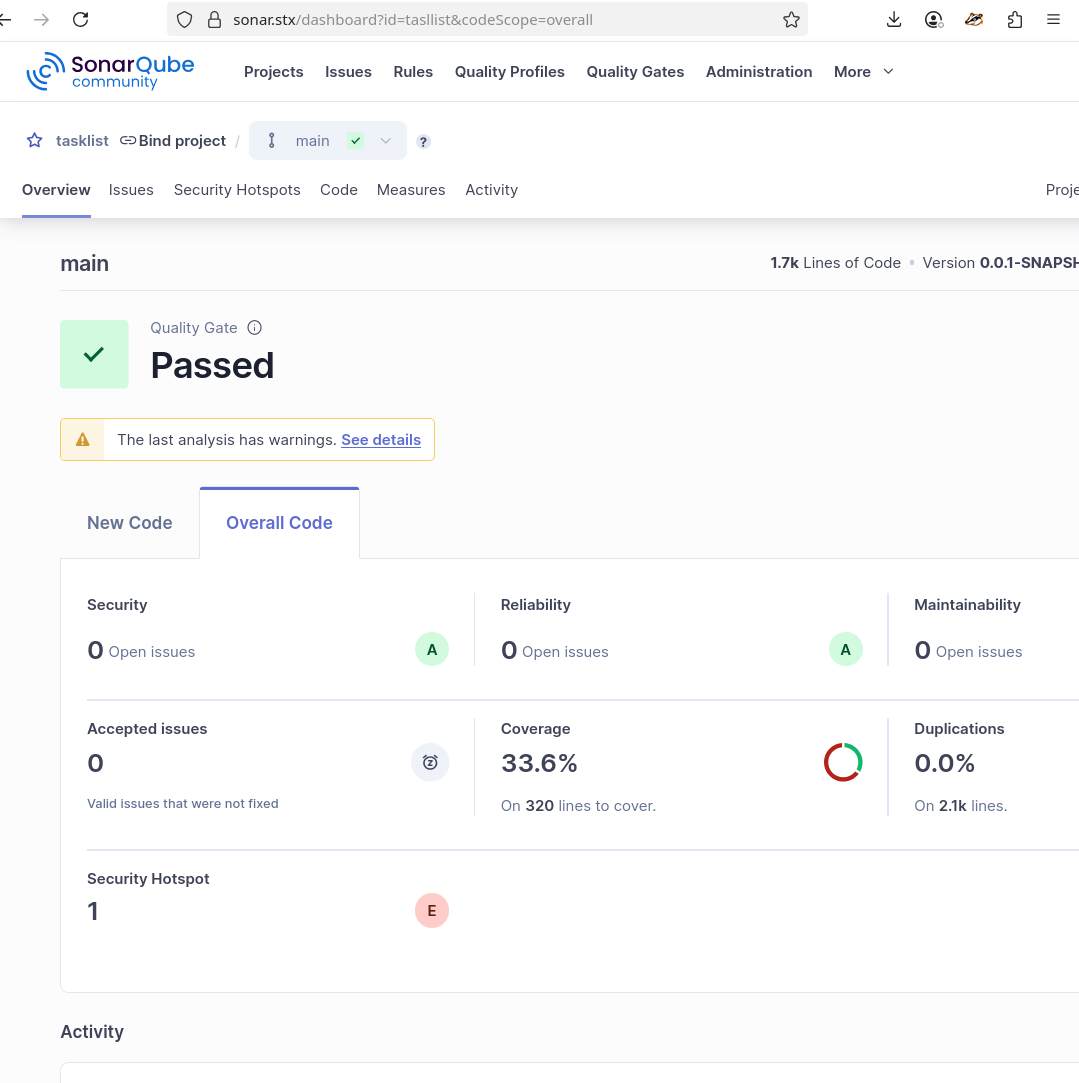 sonar.stx/dashboard?id=tasllist&codeScope=overall
SonarQube
community
Projects Issues Rules Quality Profiles Quality Gates Administration More
tasklist Bind project / main ?
Overview Issues Security Hotspots Code Measures Activity Proje
main 1.7k Lines of Code Version 0.0.1-SNAPSH
Quality Gate
Passed
The last analysis has warnings. See details
New Code Overall Code
Security Reliability Maintainability
0 Open issues A 0 Open issues A 0 Open issues
Accepted issues Coverage Duplications
0 33.6% 0.0%
Valid issues that were not fixed On 320 lines to cover. On 2.1k lines.
Security Hotspot
1 E
Activity